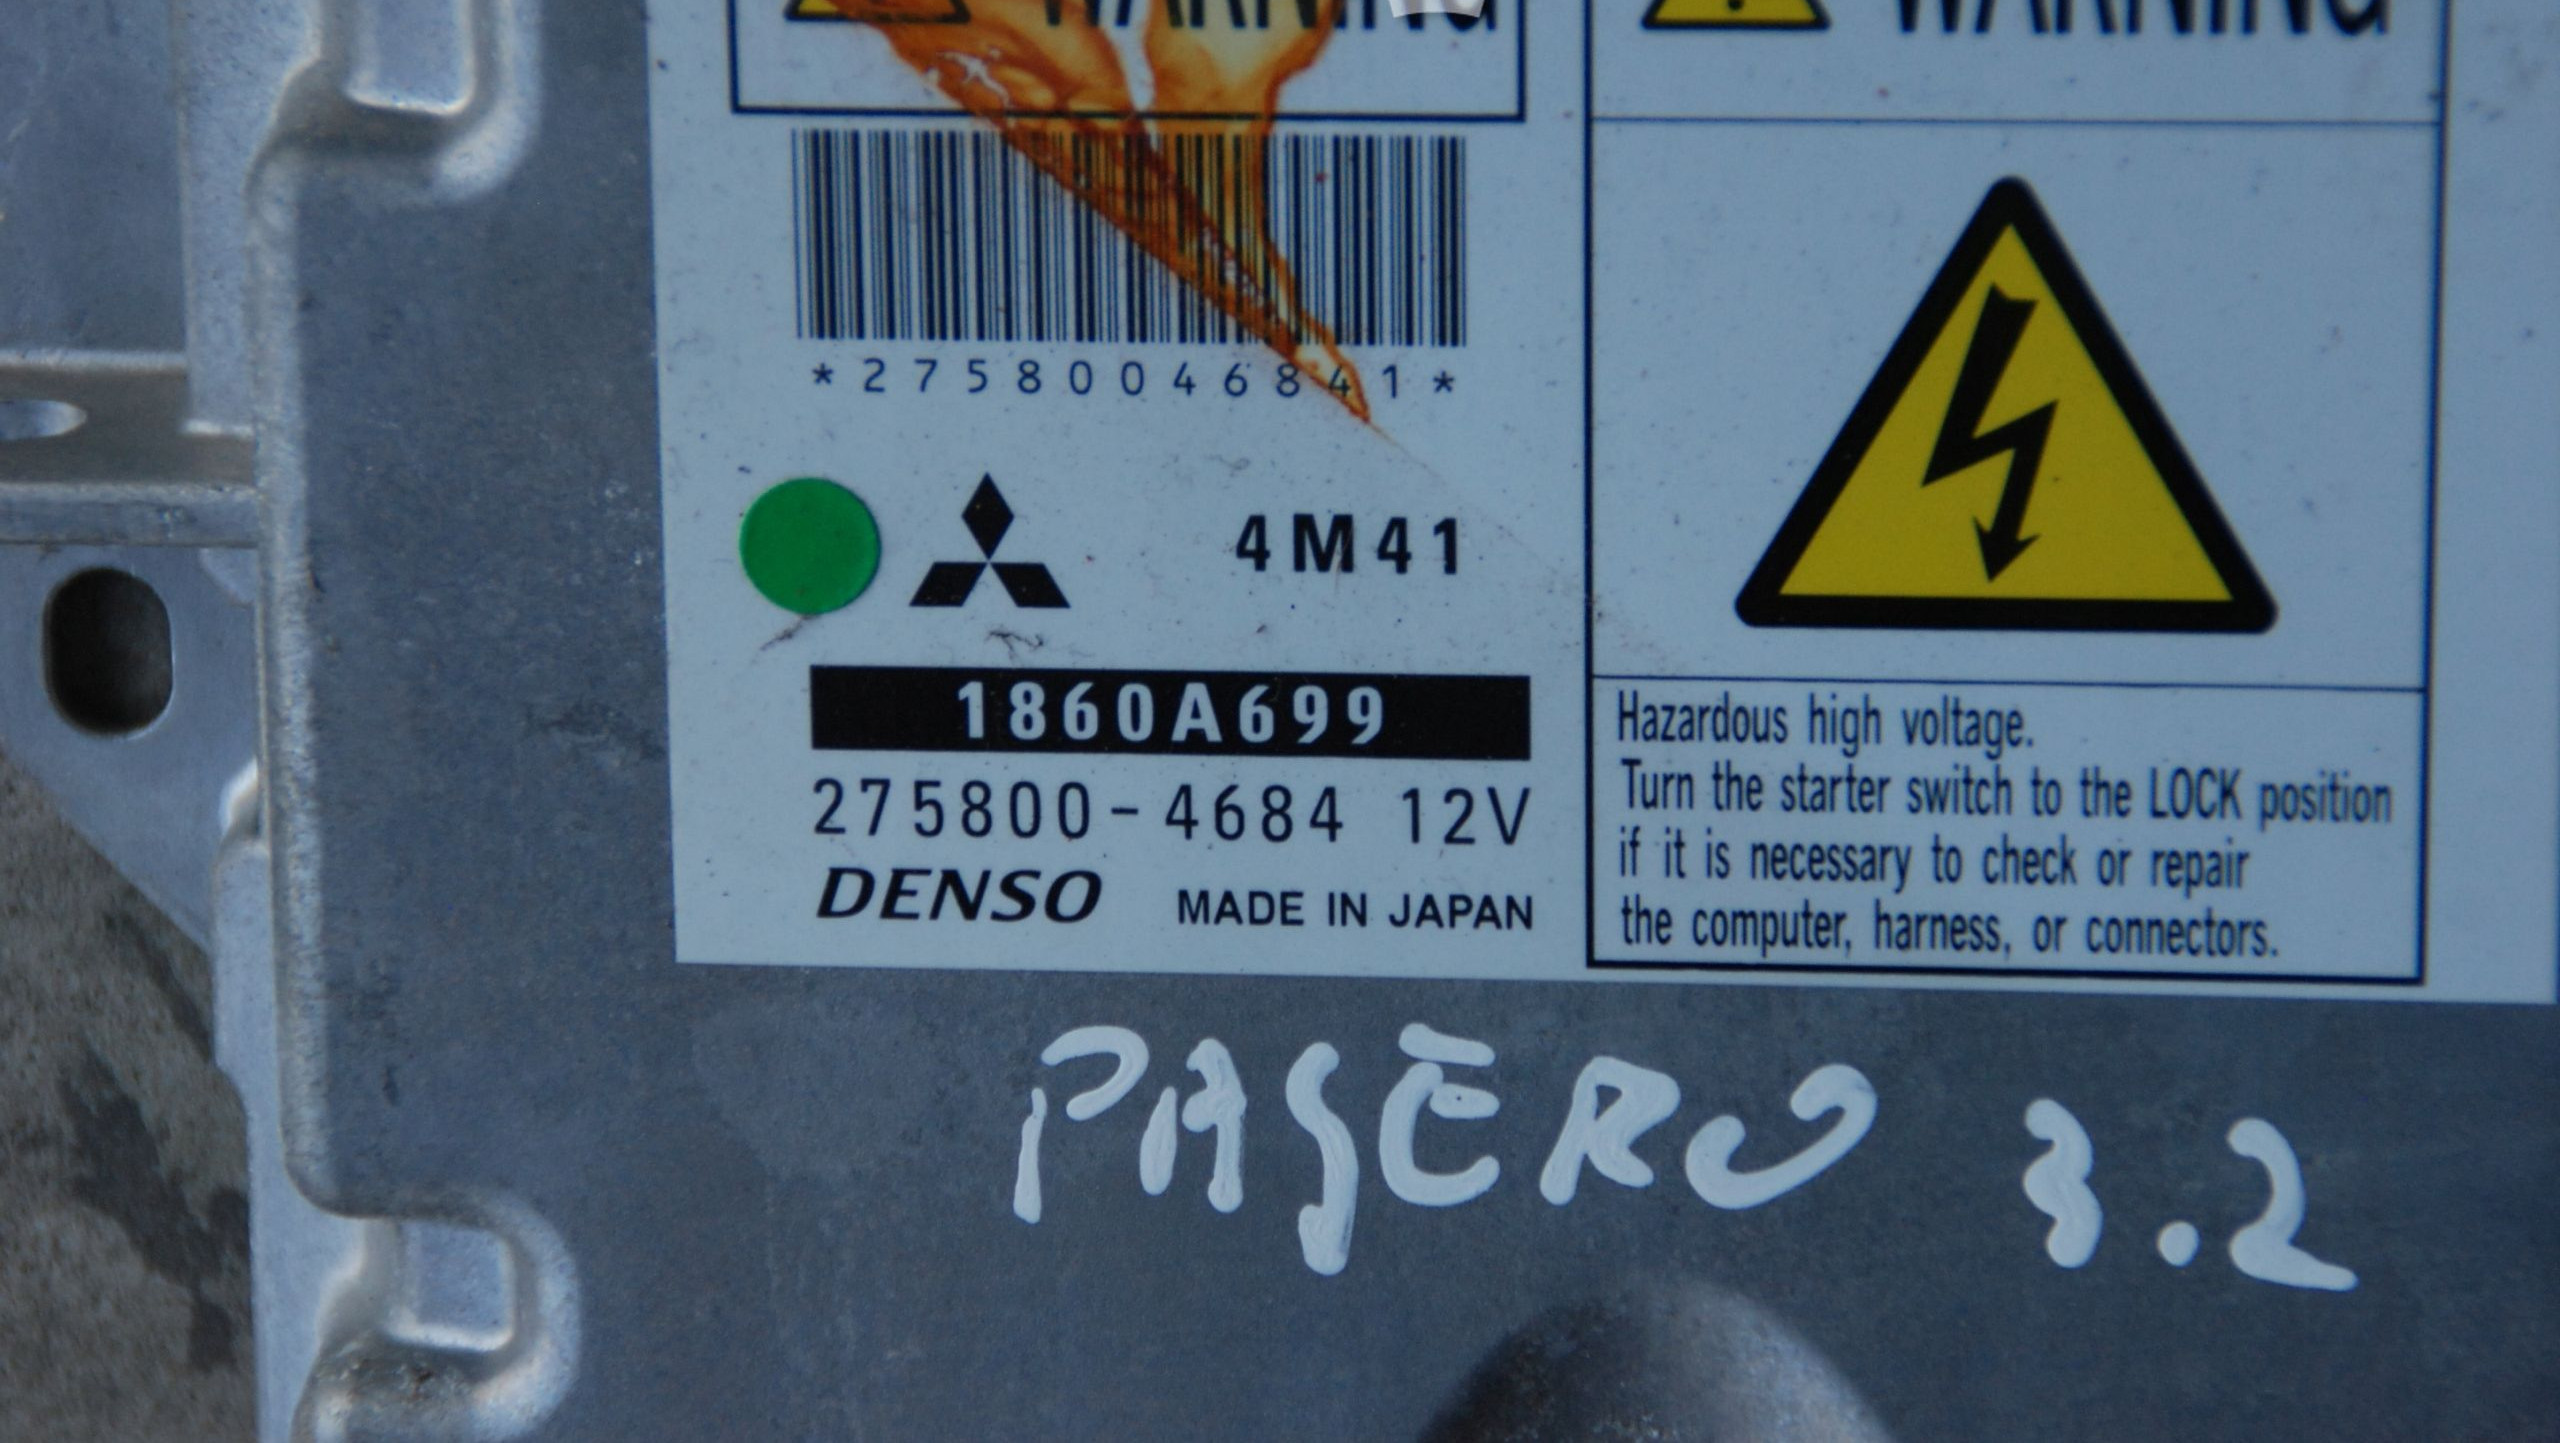 WARNING
WARNING
*27580046841*
4M41
1860A699
275800-4684 12V
DENSO MADE IN JAPAN
Hazardous high voltage.
Turn the starter switch to the LOCK position
if it is necessary to check or repair
the computer, harness, or connectors.
PAJERO 3.2